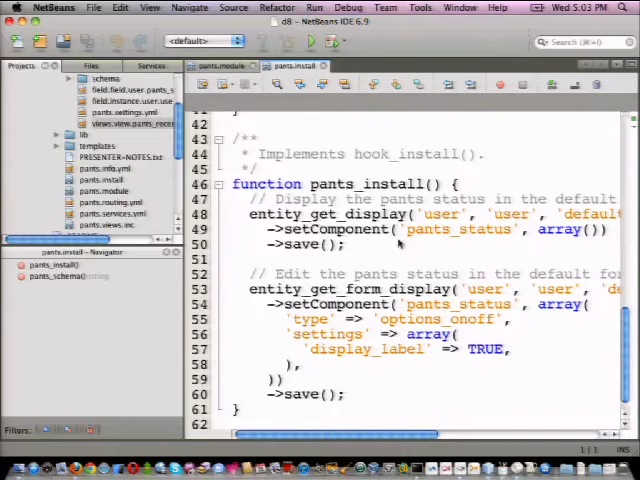 NetBeans File Edit View Navigate Source Refactor Run Debug Team Tools Window Wed 5:03 PM
d8 – NetBeans IDE 6.9
<default>
Search (⌘+I)
Projects Files Services
pants.module
pants.install
schema
field.field.user.pants
field.instance.user.use
pants.settings.yml
views.view.pants_recen
lib
templates
PRESENTER-NOTES.txt
pants.info.yml
pants.install
pants.module
pants.routing.yml
pants.services.yml
pants.views.inc
pants.install - Navigator
pants_install()
pants_schema():string
Filters:
41 }
42
43 /**
44 * Implements hook_install().
45 */
46 function pants_install() {
47 // Display the pants status in the default
48 entity_get_display('user', 'user', 'default
49 ->setComponent('pants_status', array())
50 ->save();
51
52 // Edit the pants status in the default fo
53 entity_get_form_display('user', 'user', 'de
54 ->setComponent('pants_status', array(
55 'type' => 'options_onoff',
56 'settings' => array(
57 'display_label' => TRUE,
58 ),
59 ))
60 ->save();
61 }
62
1 | 1 INS